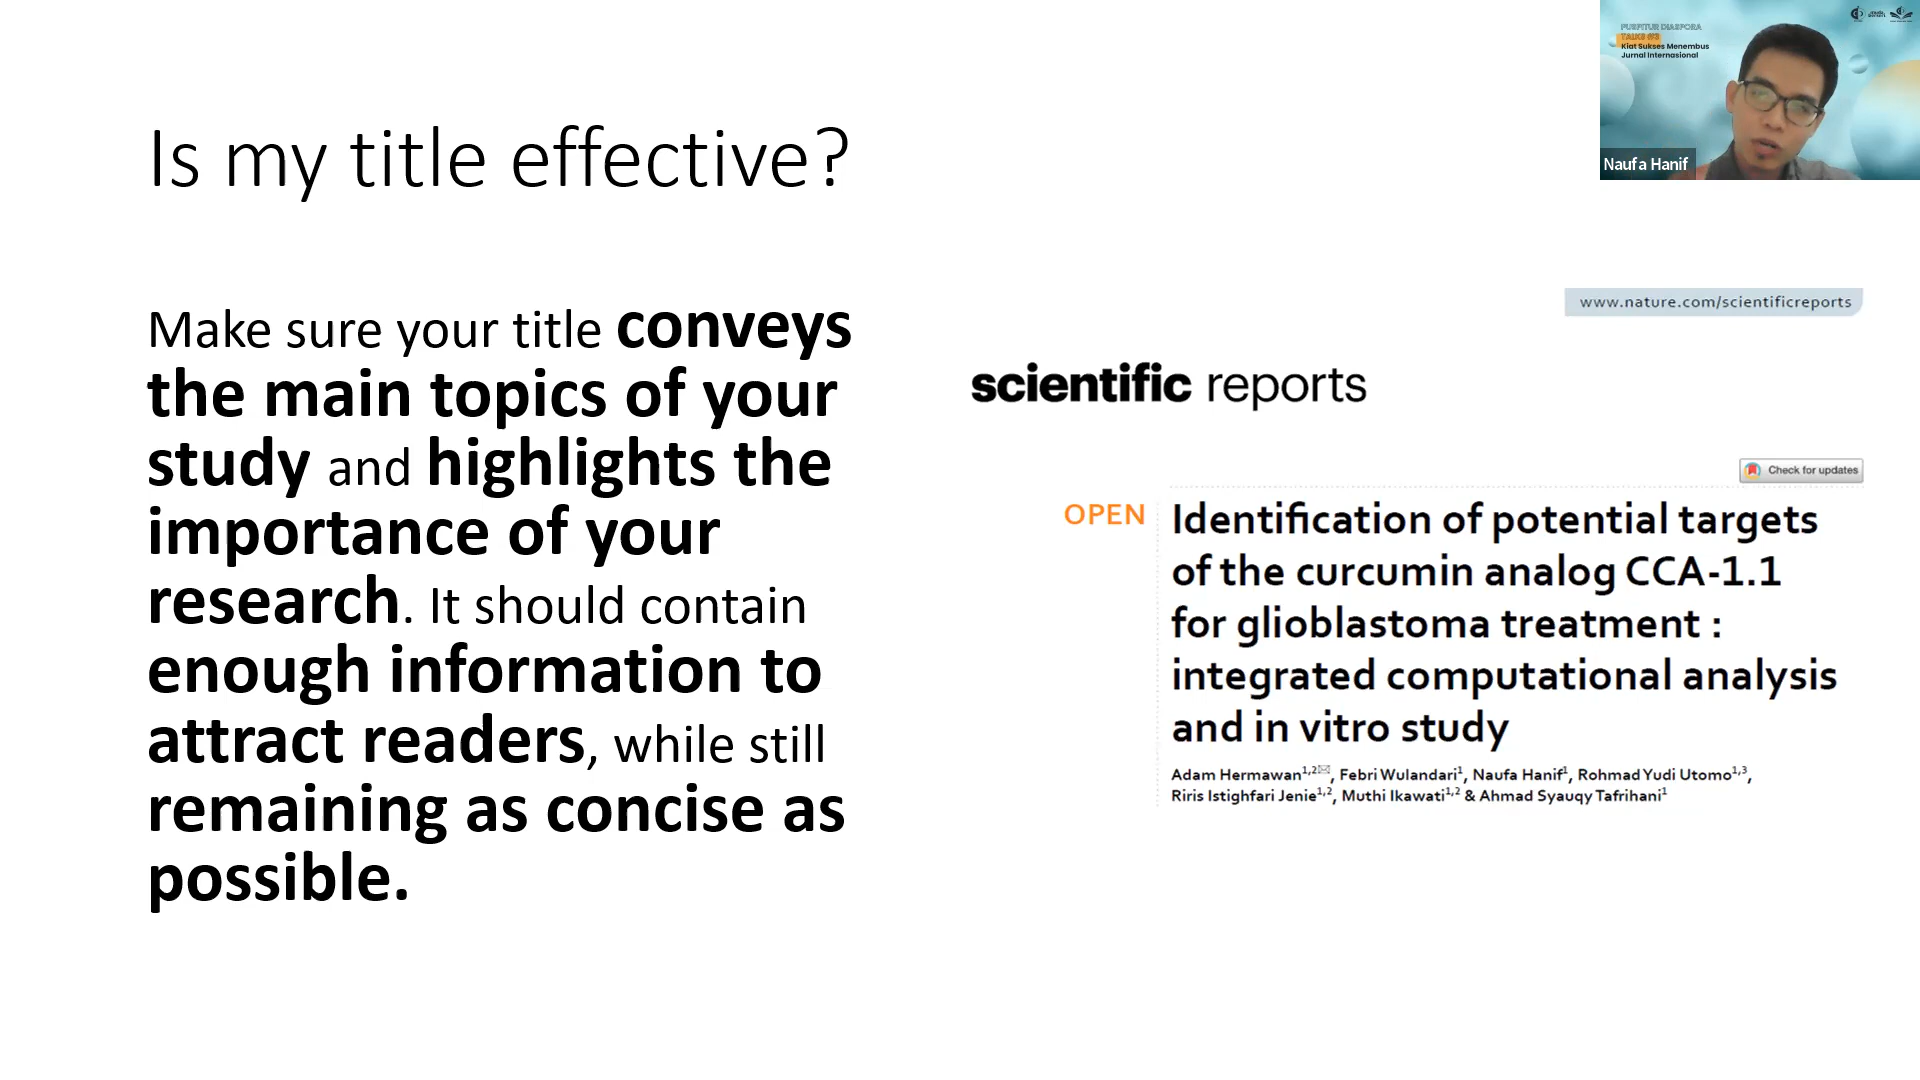 PUSPITUR DIASPORA
TALKS #3
Kiat Sukses Menembus
Jurnal Internasional
Naufa Hanif
Is my title effective?
Make sure your title conveys
the main topics of your
study and highlights the
importance of your
research. It should contain
enough information to
attract readers, while still
remaining as concise as
possible.
www.nature.com/scientificreports
scientific reports
Check for updates
OPEN
Identification of potential targets
of the curcumin analog CCA-1.1
for glioblastoma treatment :
integrated computational analysis
and in vitro study
Adam Hermawan1,2✉, Febri Wulandari1, Naufa Hanif1, Rohmad Yudi Utomo1,3,
Riris Istighfari Jenie1,2, Muthi Ikawati1,2 & Ahmad Syauqy Tafrihani1